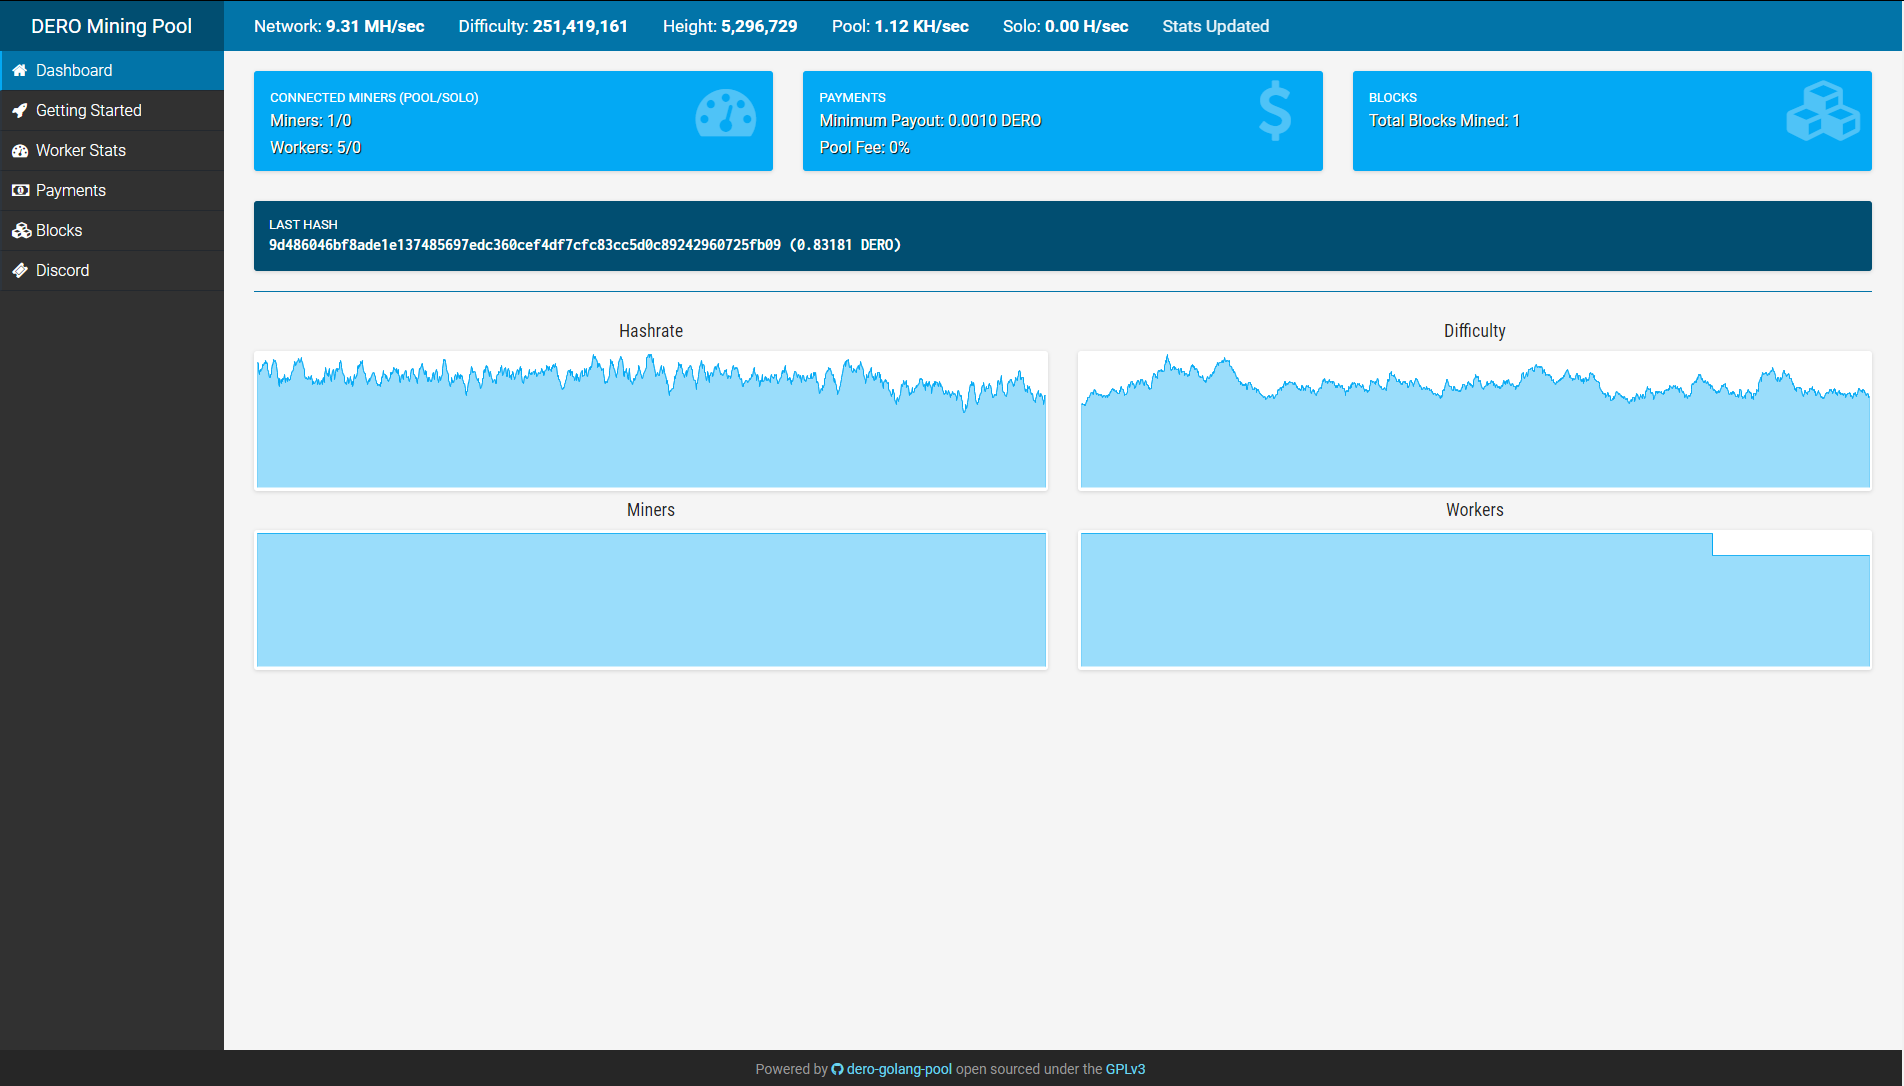 DERO Mining Pool
Network: 9.31 MH/sec Difficulty: 251,419,161 Height: 5,296,729 Pool: 1.12 KH/sec Solo: 0.00 H/sec Stats Updated
Dashboard
Getting Started
Worker Stats
Payments
Blocks
Discord
CONNECTED MINERS (POOL/SOLO)
Miners: 1/0
Workers: 5/0
PAYMENTS
Minimum Payout: 0.0010 DERO
Pool Fee: 0%
BLOCKS
Total Blocks Mined: 1
LAST HASH
9d486046bf8ade1e137485697edc360cef4df7cfc83cc5d0c89242960725fb09 (0.83181 DERO)
Hashrate
Difficulty
Miners
Workers
Powered by dero-golang-pool open sourced under the GPLv3